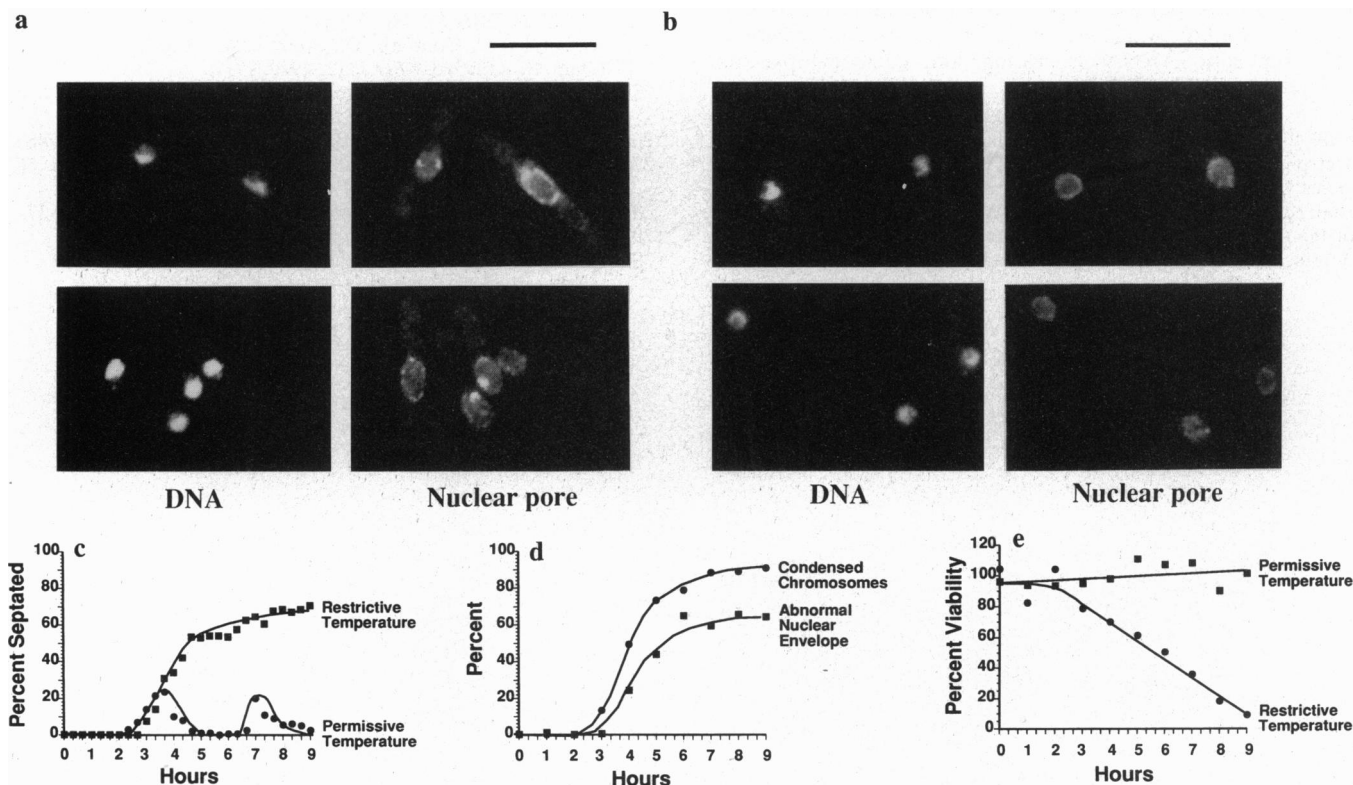 a
b
DNA
Nuclear pore
DNA
Nuclear pore
c
Percent Septated
100
80
60
40
20
0
Restrictive
Temperature
Permissive
Temperature
0 1 2 3 4 5 6 7 8 9
Hours
d
Percent
100
80
60
40
20
0
Condensed
Chromosomes
Abnormal
Nuclear
Envelope
0 1 2 3 4 5 6 7 8 9
Hours
e
Percent Viability
120
100
80
60
40
20
0
Permissive
Temperature
Restrictive
Temperature
0 1 2 3 4 5 6 7 8 9
Hours